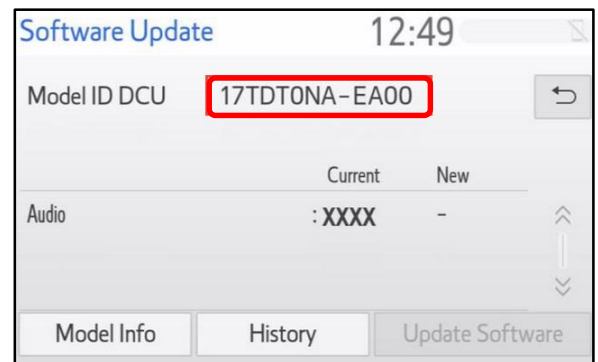 Software Update 12:49
Model ID DCU 17TDT0NA-EA00
Current New
Audio : XXXX -
Model Info History Update Software